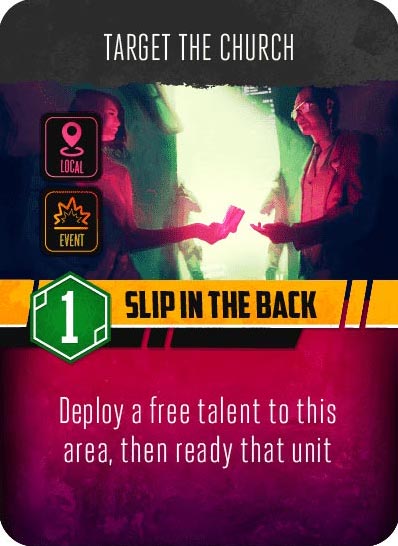 TARGET THE CHURCH
LOCAL
EVENT
1
SLIP IN THE BACK
Deploy a free talent to this
area, then ready that unit